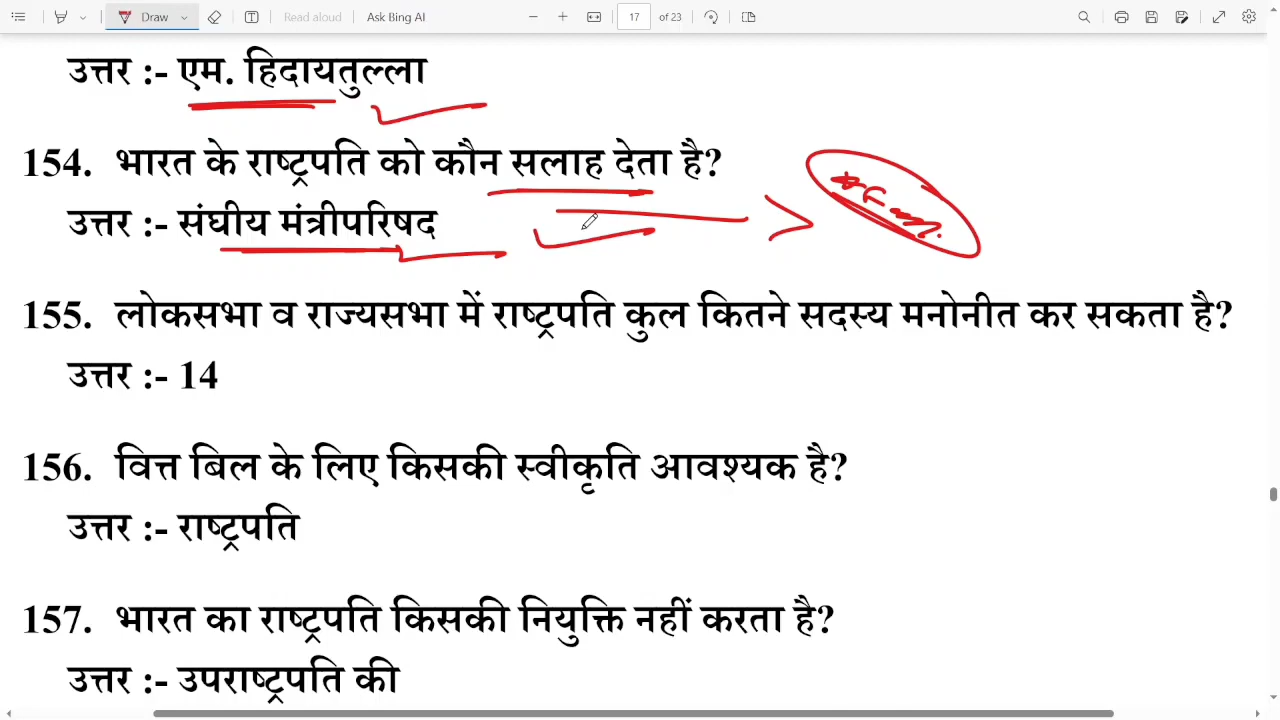 Draw
Read aloud
Ask Bing AI
17 of 23
उत्तर :- एम. हिदायतुल्ला
154. भारत के राष्ट्रपति को कौन सलाह देता है?
उत्तर :- संघीय मंत्रीपरिषद
155. लोकसभा व राज्यसभा में राष्ट्रपति कुल कितने सदस्य मनोनीत कर सकता है?
उत्तर :- 14
156. वित्त बिल के लिए किसकी स्वीकृति आवश्यक है?
उत्तर :- राष्ट्रपति
157. भारत का राष्ट्रपति किसकी नियुक्ति नहीं करता है?
उत्तर :- उपराष्ट्रपति की